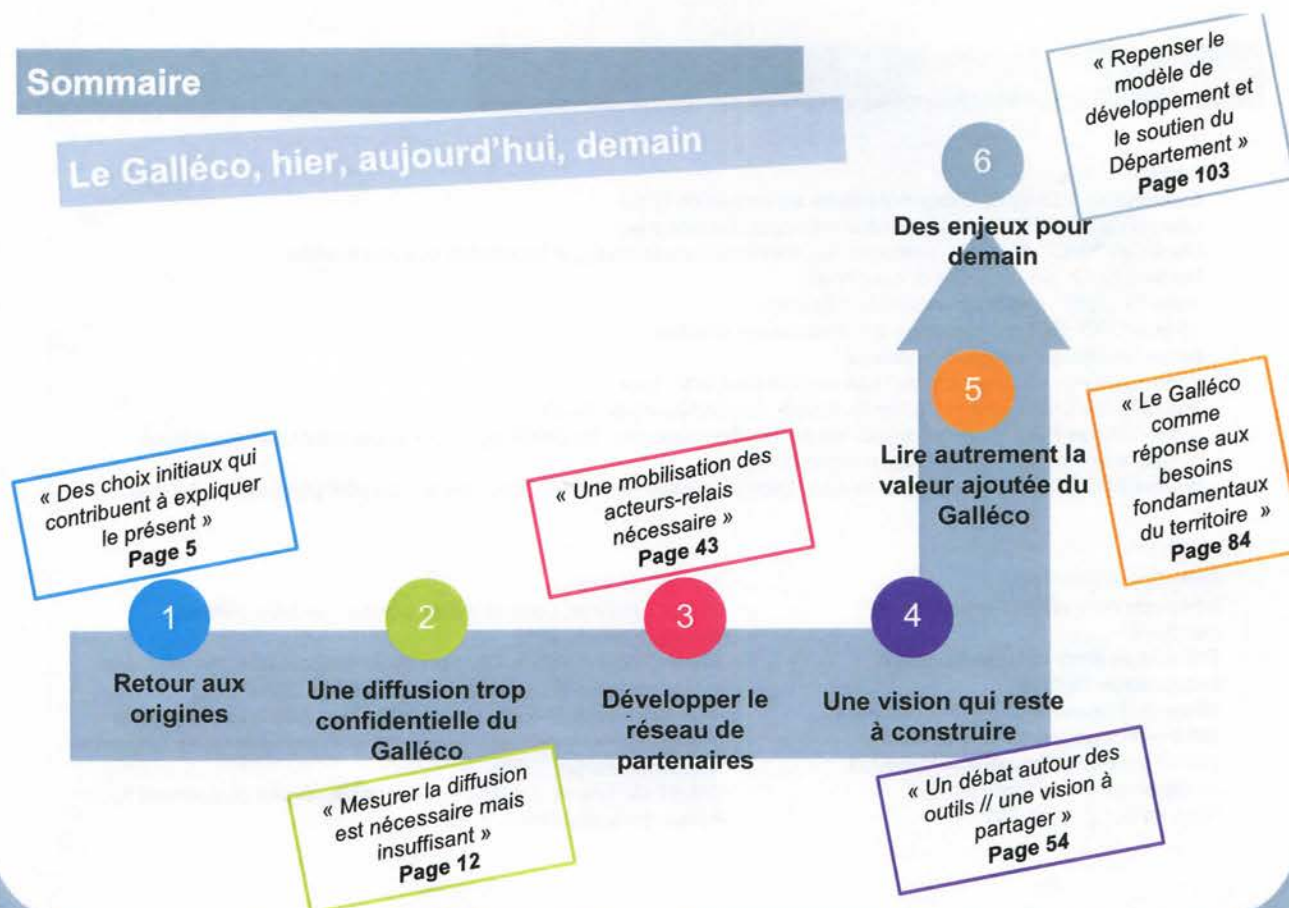 Sommaire
Le Galléco, hier, aujourd'hui, demain
« Des choix initiaux qui
contribuent à expliquer
le présent »
Page 5
1
Retour aux
origines
2
Une diffusion trop
confidentielle du
Galléco
« Mesurer la diffusion
est nécessaire mais
insuffisant »
Page 12
« Une mobilisation des
acteurs-relais
nécessaire »
Page 43
3
Développer le
réseau de
partenaires
4
Une vision qui reste
à construire
« Un débat autour des
outils // une vision à
partager »
Page 54
5
Lire autrement la
valeur ajoutée du
Galléco
« Le Galléco
comme
réponse aux
besoins
fondamentaux
du territoire »
Page 84
6
Des enjeux pour
demain
« Repenser le
modèle de
développement et
le soutien du
Département »
Page 103